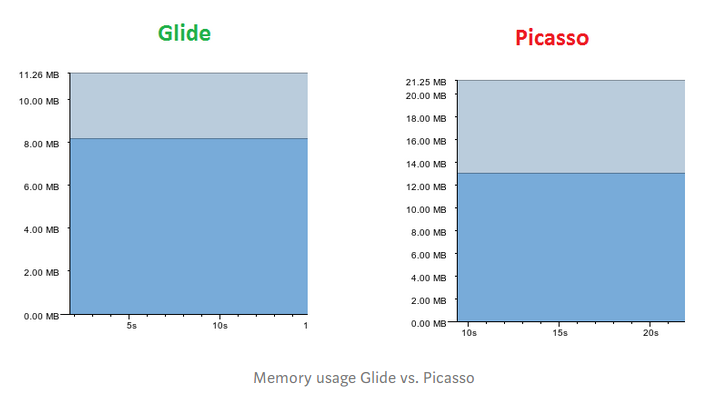 Glide
Picasso
11.26 MB
10.00 MB
8.00 MB
6.00 MB
4.00 MB
2.00 MB
0.00 MB
5s
10s
1
21.25 MB
20.00 MB
18.00 MB
16.00 MB
14.00 MB
12.00 MB
10.00 MB
8.00 MB
6.00 MB
4.00 MB
2.00 MB
0.00 MB
10s
15s
20s
Memory usage Glide vs. Picasso